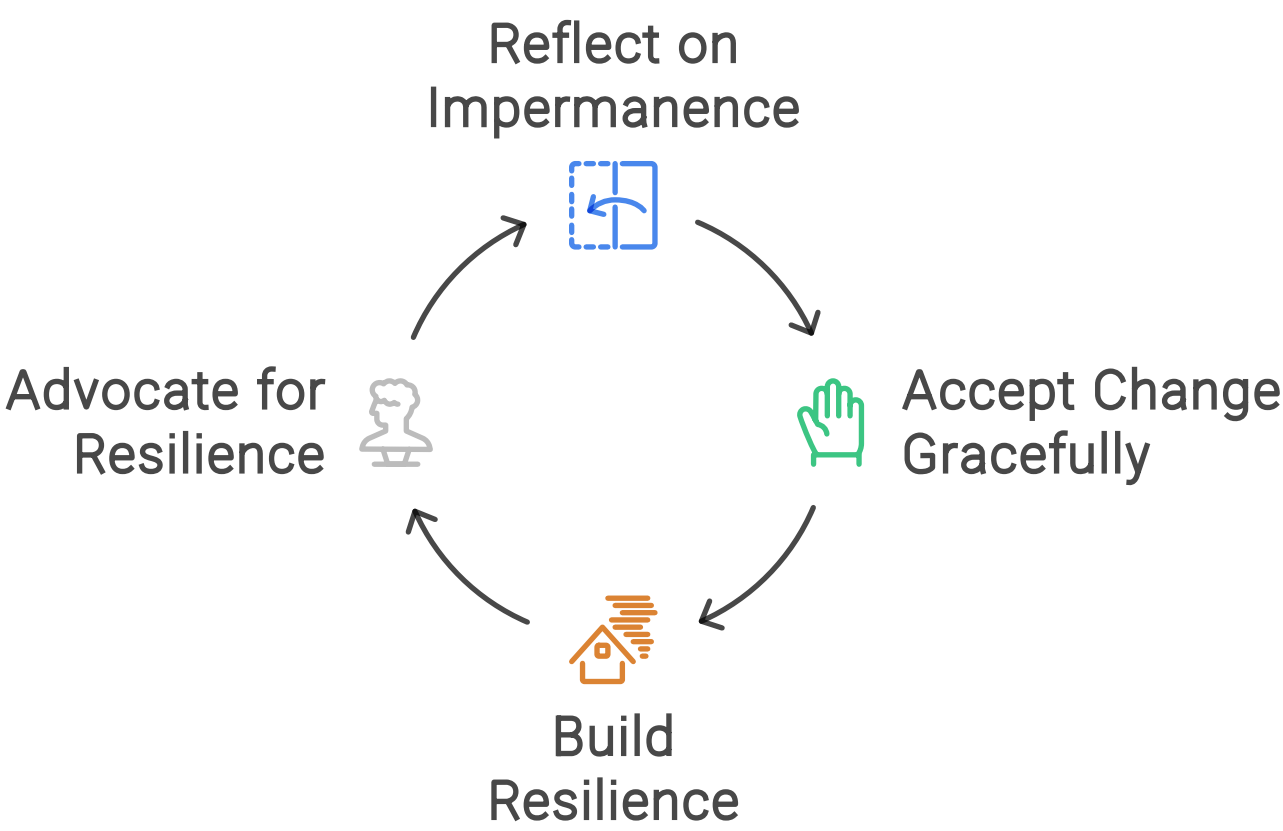 Reflect on
Impermanence
Advocate for
Resilience
Accept Change
Gracefully
Build
Resilience